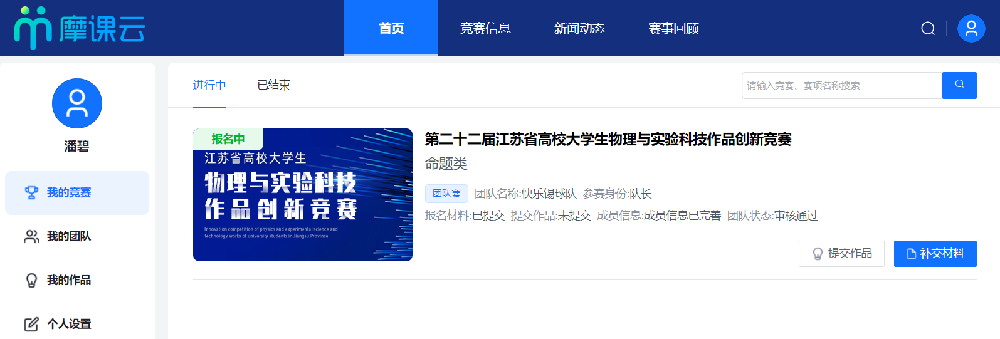 摩课云
首页 竞赛信息 新闻动态 赛事回顾
潘碧
我的竞赛
我的团队
我的作品
个人设置
进行中 已结束
请输入竞赛、赛项名称搜索
报名中
江苏省高校大学生
物理与实验科技
作品创新竞赛
Innovation competition of physics and experimental science and
technology works of university students in Jiangsu Province
第二十二届江苏省高校大学生物理与实验科技作品创新竞赛
命题类
团队赛 团队名称:快乐锡球队 参赛身份:队长
报名材料:已提交 提交作品:未提交 成员信息:成员信息已完善 团队状态:审核通过
提交作品 补交材料